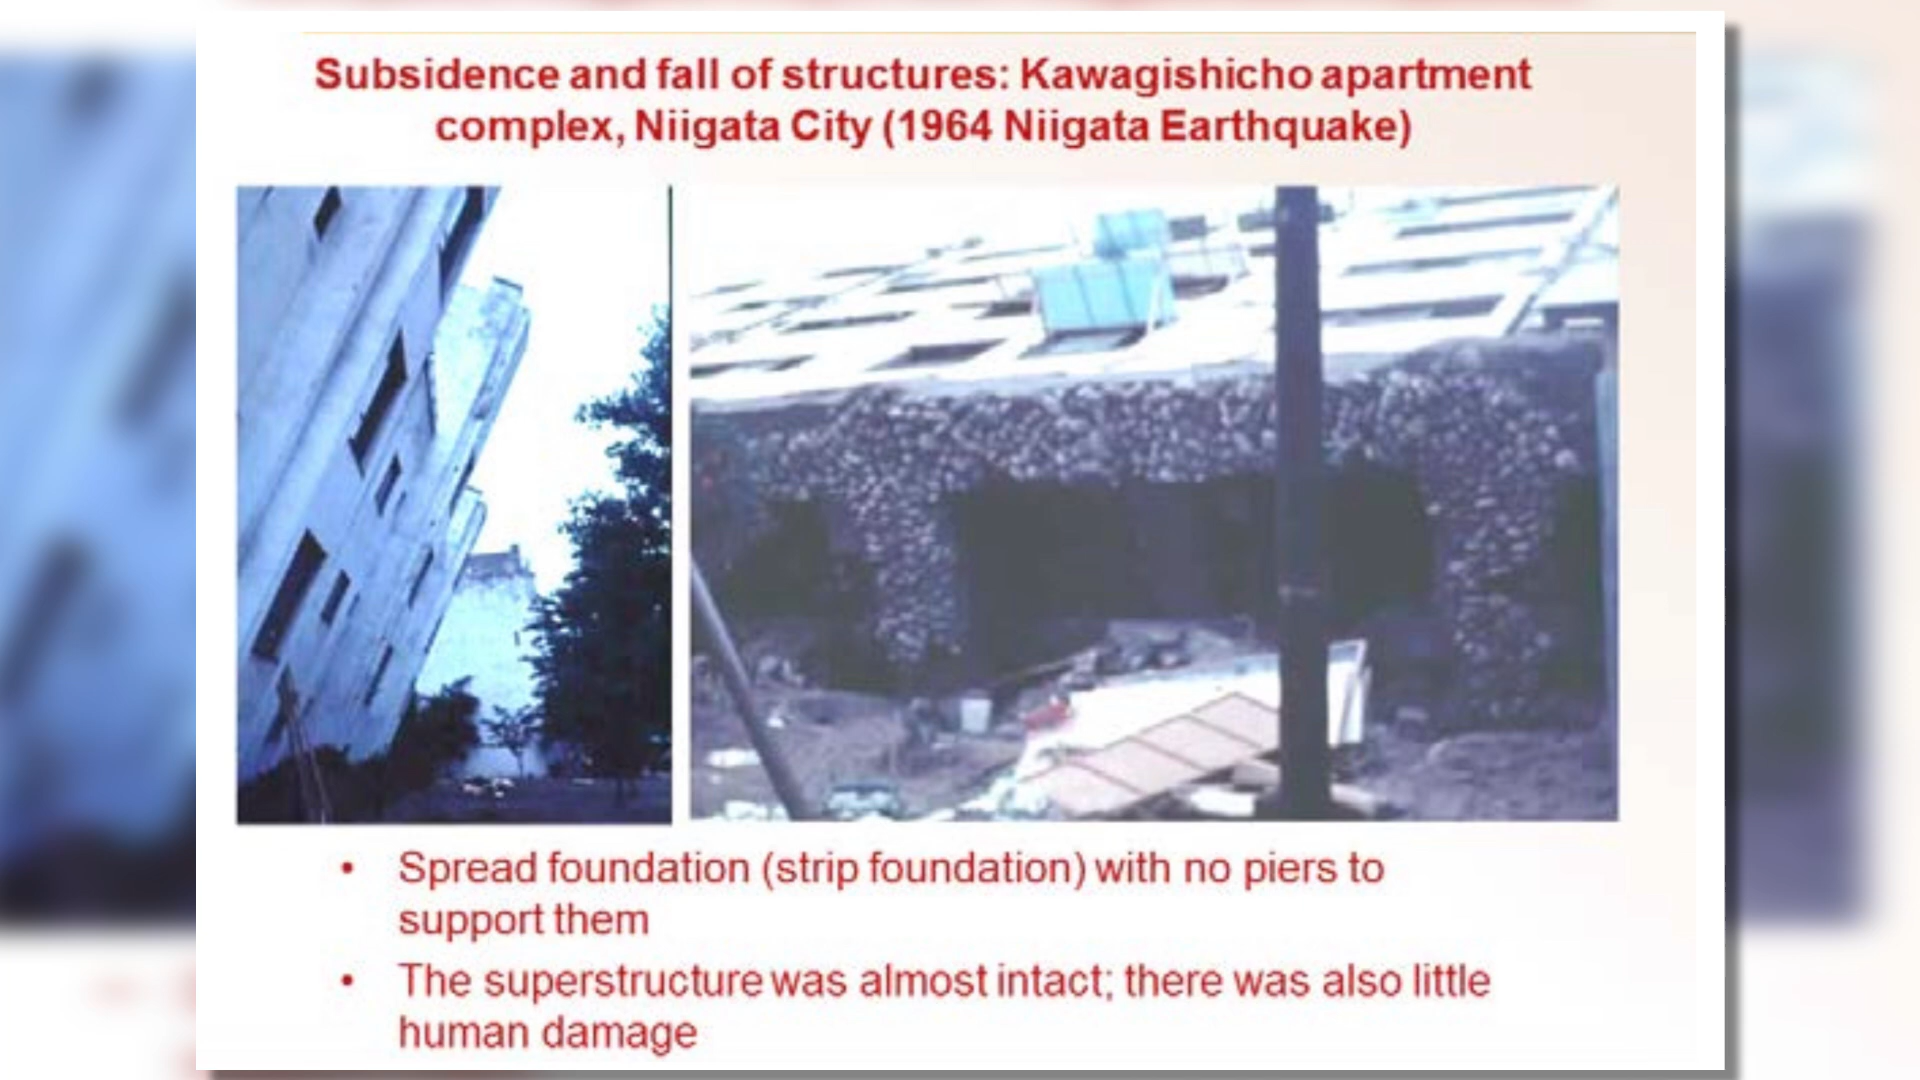 Subsidence and fall of structures: Kawagishicho apartment
complex, Niigata City (1964 Niigata Earthquake)
• Spread foundation (strip foundation) with no piers to
support them
• The superstructure was almost intact; there was also little
human damage